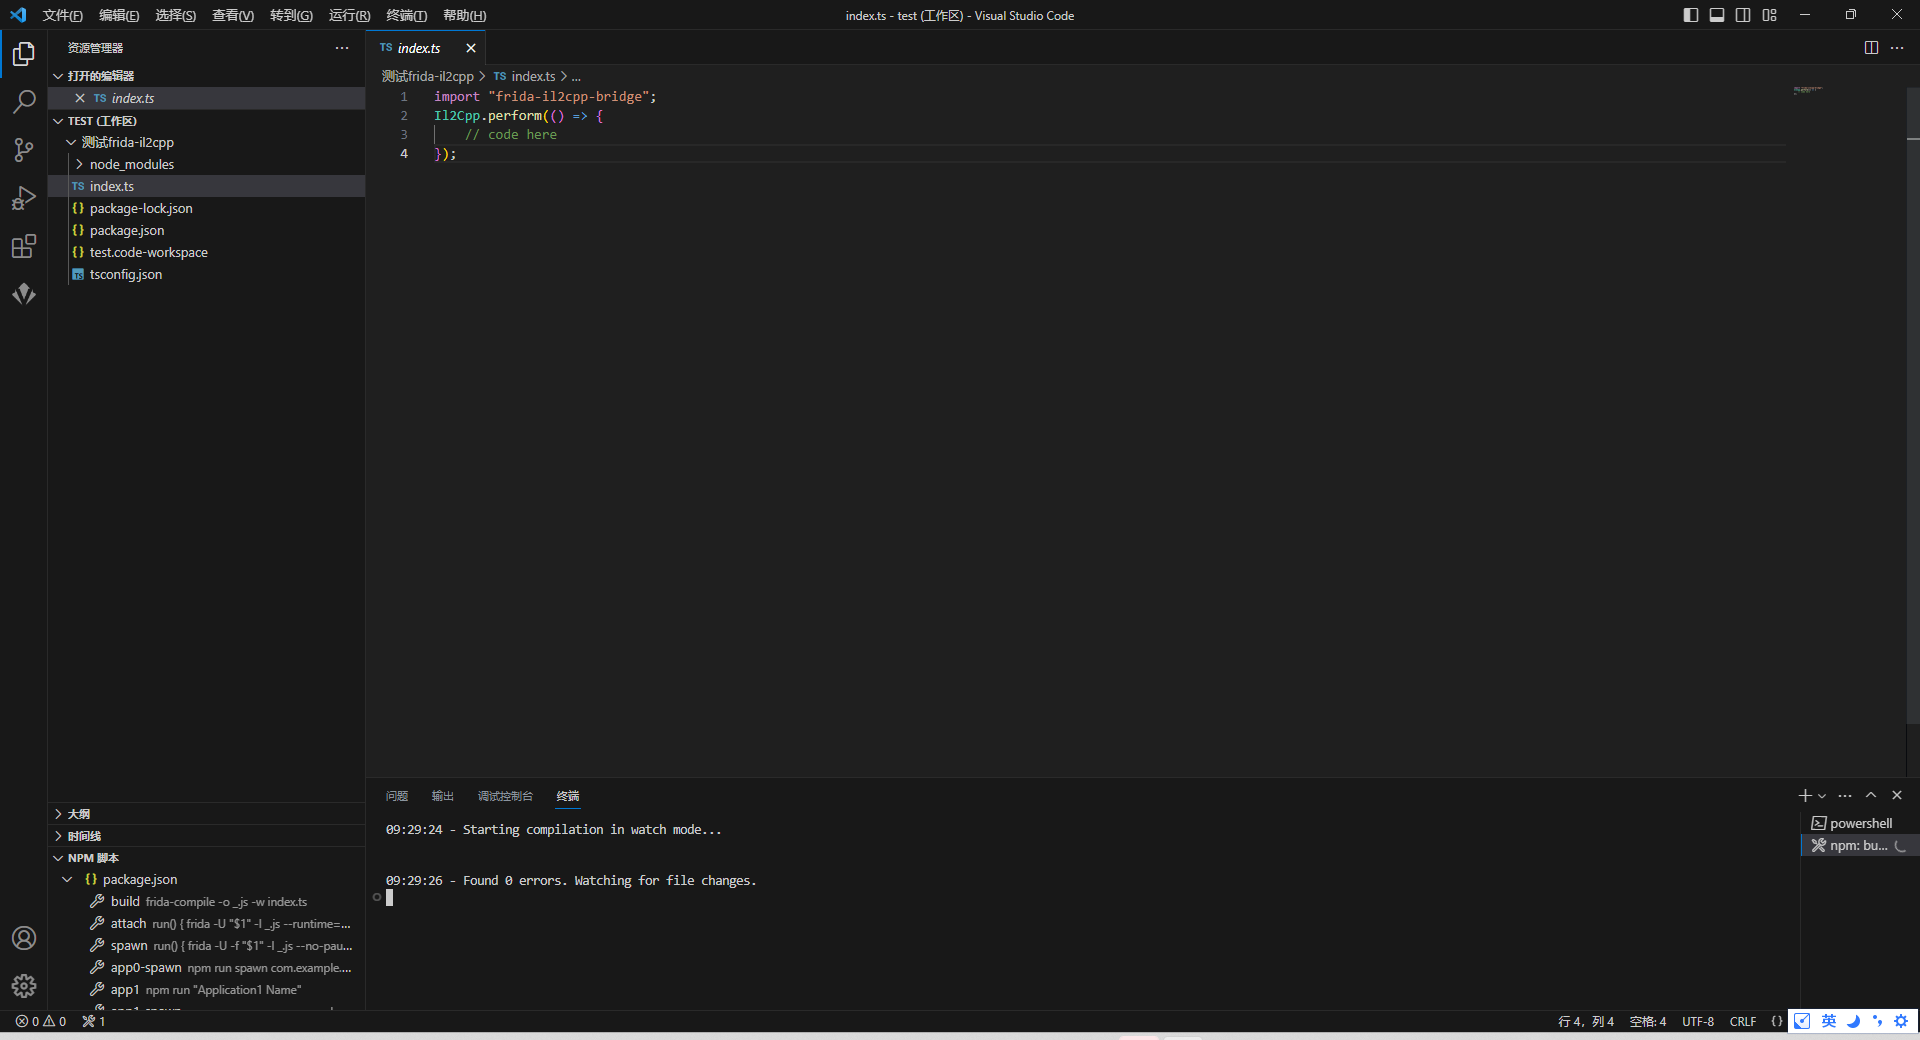 文件(F) 编辑(E) 选择(S) 查看(V) 转到(G) 运行(R) 终端(T) 帮助(H)
index.ts - test (工作区) - Visual Studio Code
资源管理器
打开的编辑器
TS index.ts
TEST (工作区)
测试frida-il2cpp
node_modules
TS index.ts
{} package-lock.json
{} package.json
{} test.code-workspace
TS tsconfig.json
大纲
时间线
NPM 脚本
{} package.json
build frida-compile -o _.js -w index.ts
attach run() { frida -U "$1" -l _.js --runtime=...
spawn run() { frida -U -f "$1" -l _.js --no-pau...
app0-spawn npm run spawn com.example....
app1 npm run "Application1 Name"
TS index.ts
测试frida-il2cpp > TS index.ts > ...
1 import "frida-il2cpp-bridge";
2 Il2Cpp.perform(() => {
3 // code here
4 });
问题 输出 调试控制台 终端
09:29:24 - Starting compilation in watch mode...
09:29:26 - Found 0 errors. Watching for file changes.
powershell
npm: bu...
0 0 1
行 4，列 4 空格: 4 UTF-8 CRLF {}
英